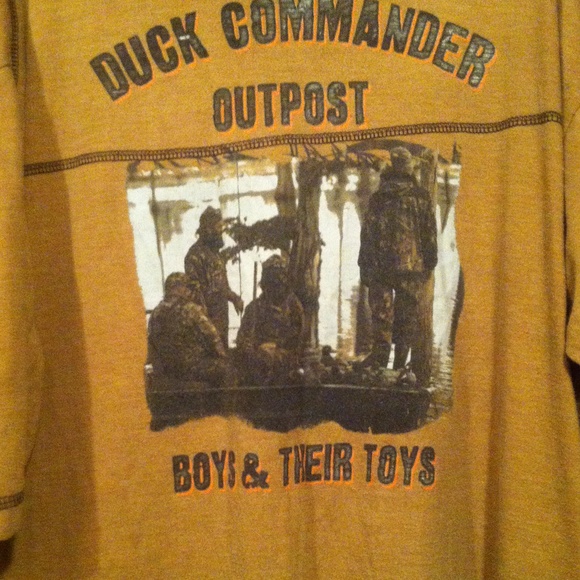 DUCK COMMANDER
OUTPOST
BOYS & THEIR TOYS